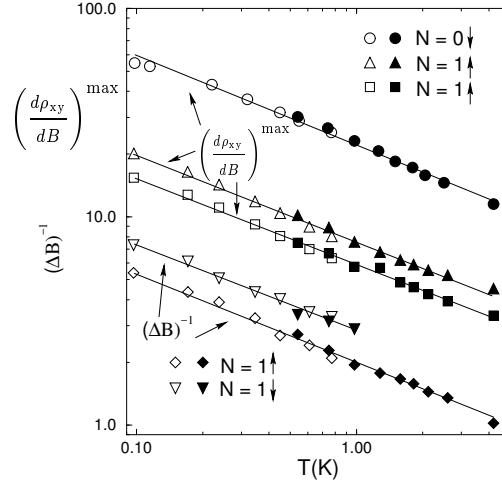 100.0
10.0
1.0
0.10
1.00
T(K)
(dρxy/dB)^max
(ΔB)^-1
○ ● N = 0↓
△ ▲ N = 1↑
□ ■ N = 1↑
(dρxy/dB)^max
(ΔB)^-1
◇ ◆ N = 1↑
▽ ▼ N = 1↓